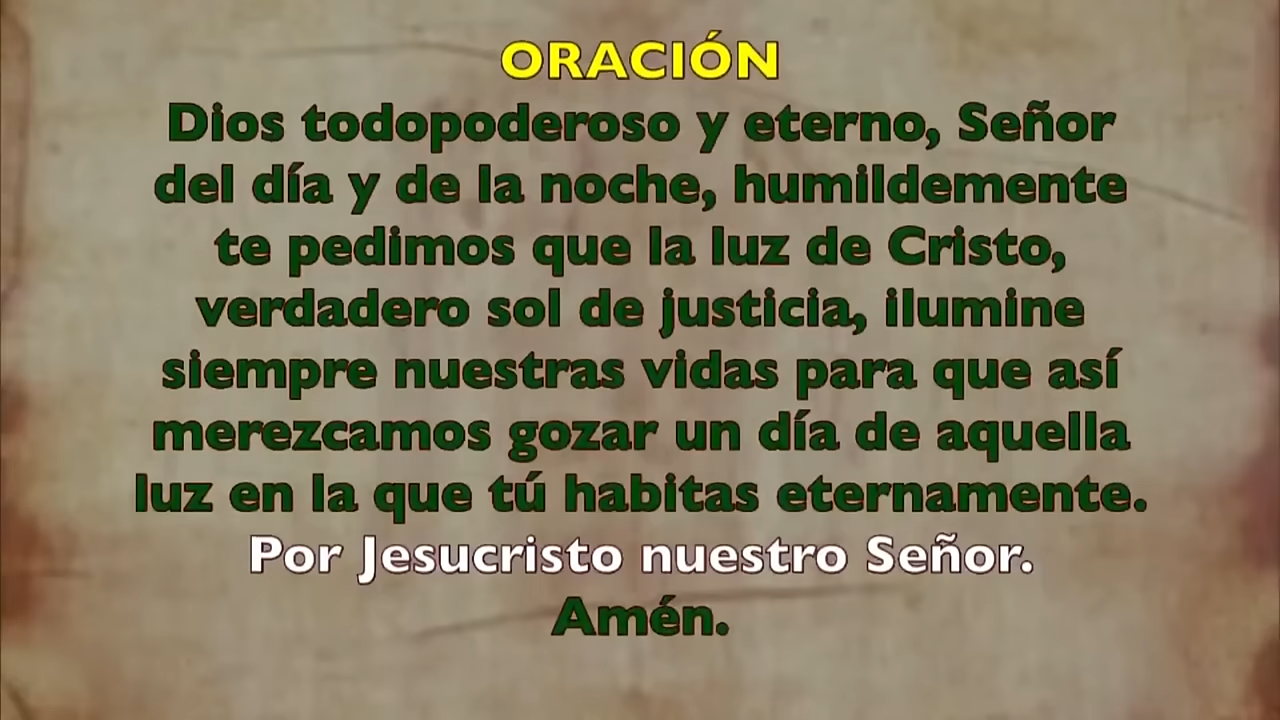 ORACIÓN
Dios todopoderoso y eterno, Señor
del día y de la noche, humildemente
te pedimos que la luz de Cristo,
verdadero sol de justicia, ilumine
siempre nuestras vidas para que así
merezcamos gozar un día de aquella
luz en la que tú habitas eternamente.
Por Jesucristo nuestro Señor.
Amén.